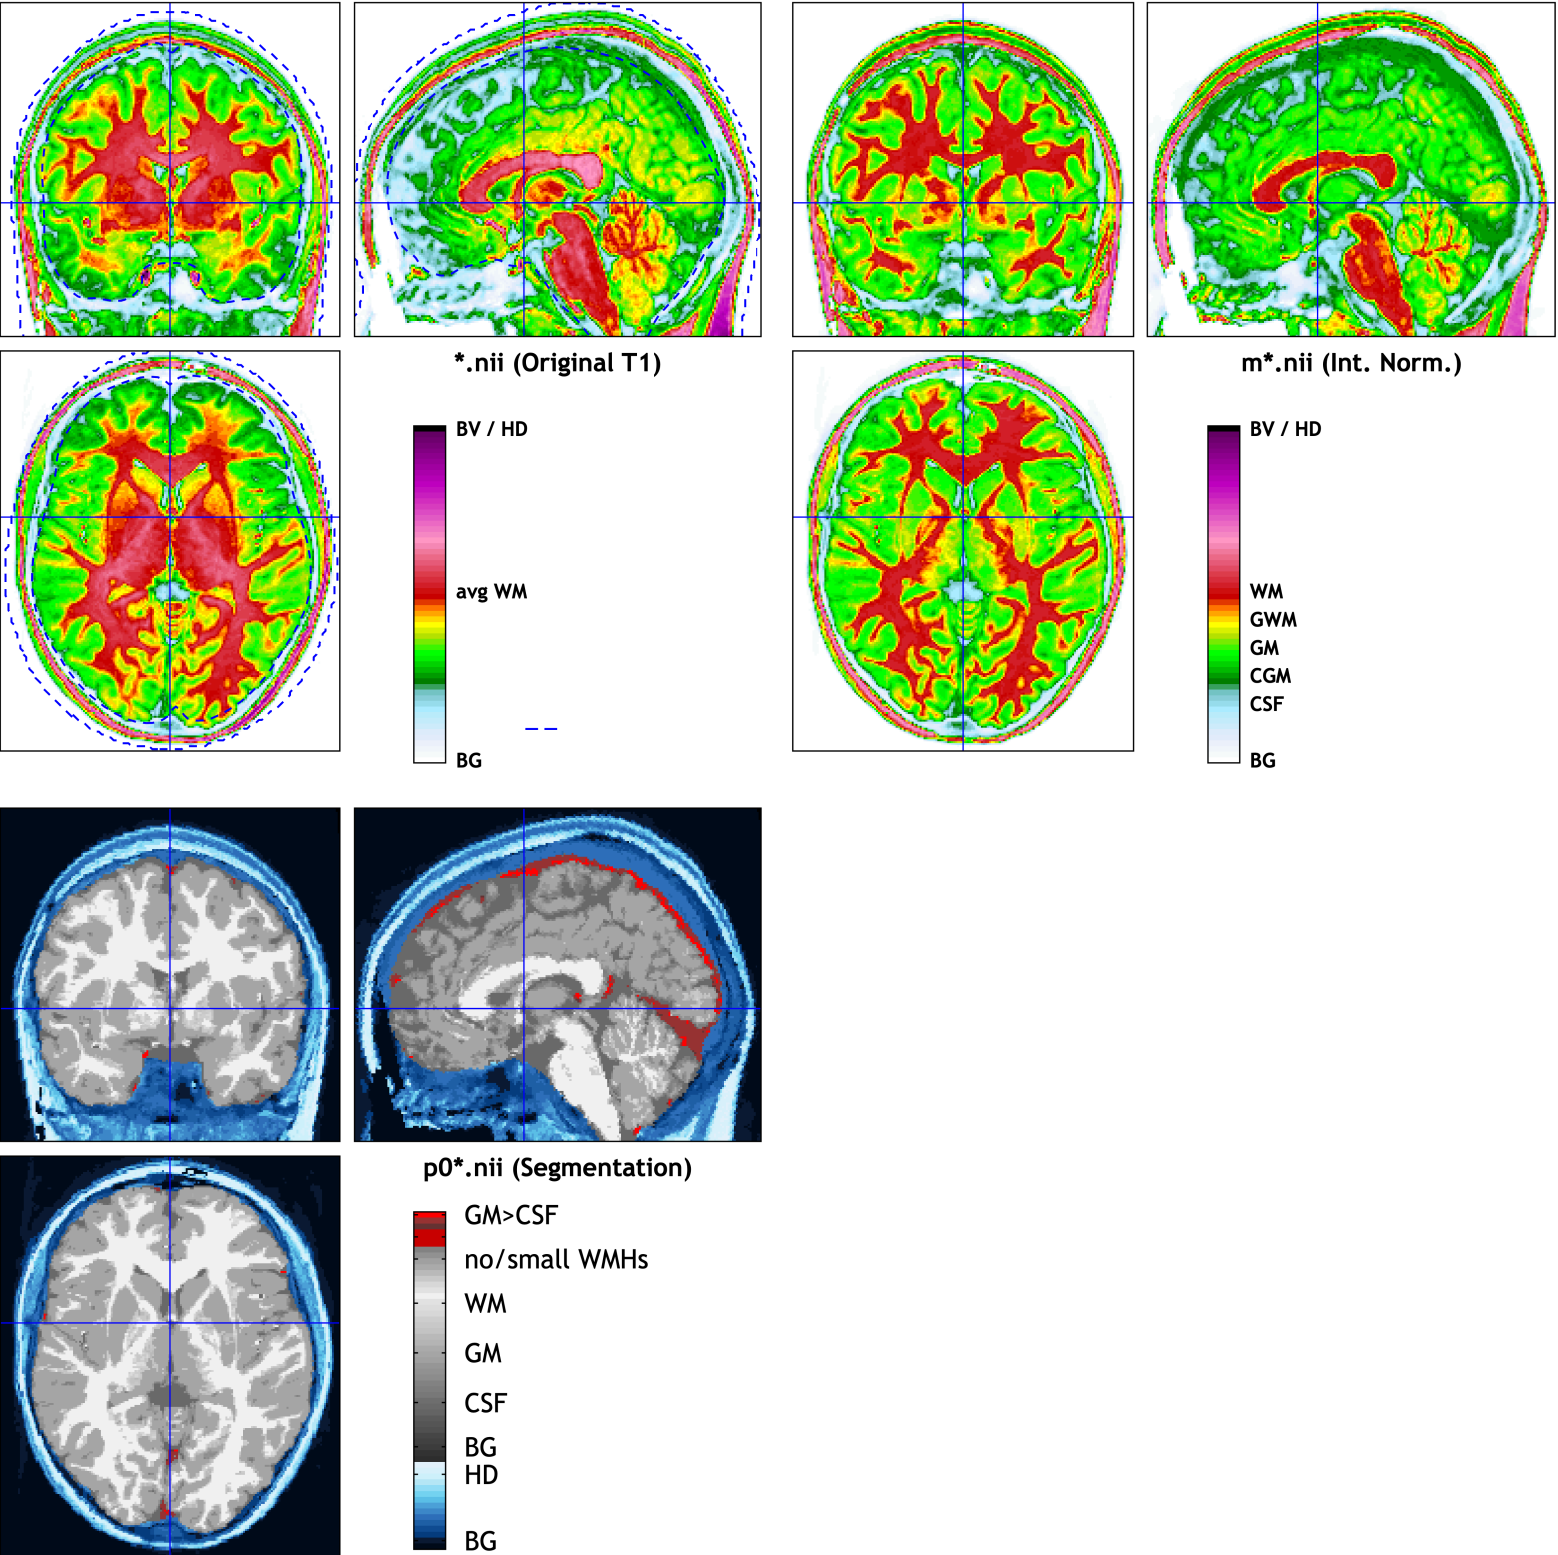 *.nii (Original T1)
BV / HD
avg WM
BG
m*.nii (Int. Norm.)
BV / HD
WM
GWM
GM
CGM
CSF
BG
p0*.nii (Segmentation)
GM>CSF
no/small WMHs
WM
GM
CSF
BG
HD
BG